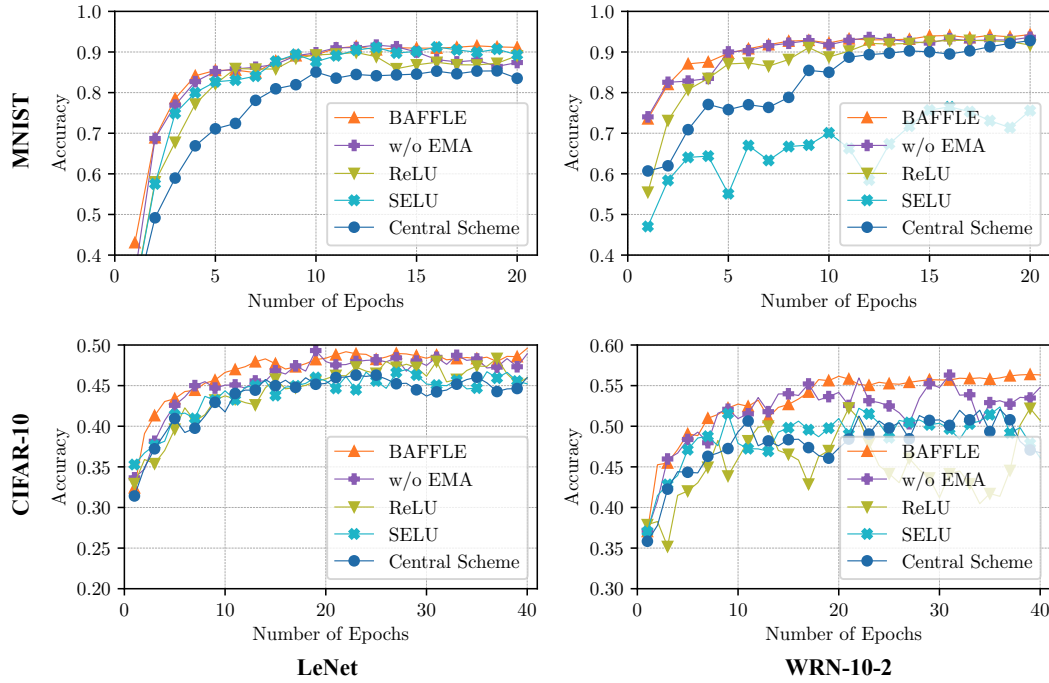 MNIST
Accuracy
1.0
0.9
0.8
0.7
0.6
0.5
0.4
0
5
10
15
20
Number of Epochs
BAFFLE
w/o EMA
ReLU
SELU
Central Scheme
Accuracy
1.0
0.9
0.8
0.7
0.6
0.5
0.4
0
5
10
15
20
Number of Epochs
BAFFLE
w/o EMA
ReLU
SELU
Central Scheme
CIFAR-10
Accuracy
0.50
0.45
0.40
0.35
0.30
0.25
0.20
0
10
20
30
40
Number of Epochs
BAFFLE
w/o EMA
ReLU
SELU
Central Scheme
LeNet
Accuracy
0.60
0.55
0.50
0.45
0.40
0.35
0.30
0
10
20
30
40
Number of Epochs
BAFFLE
w/o EMA
ReLU
SELU
Central Scheme
WRN-10-2